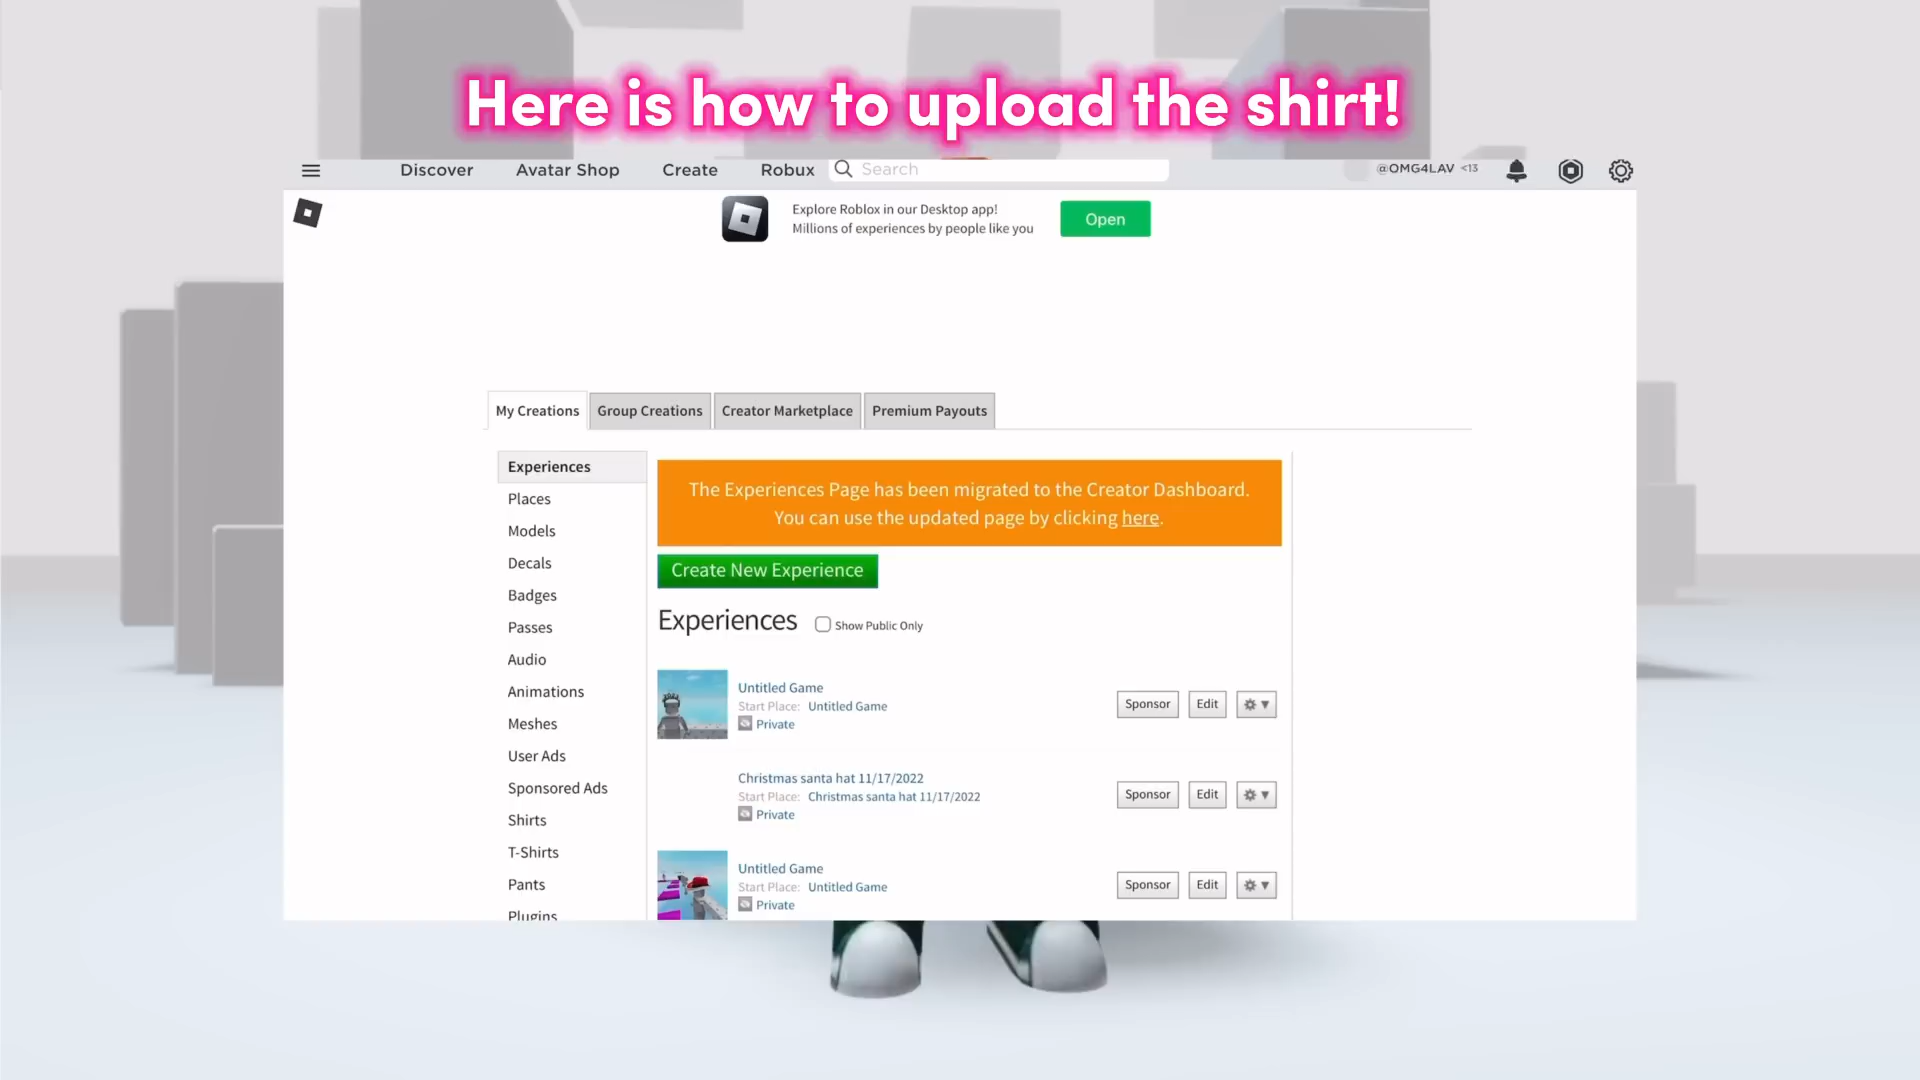 Here is how to upload the shirt!
Discover
Avatar Shop
Create
Robux
Search
@OMG4LAV <13
Explore Roblox in our Desktop app!
Millions of experiences by people like you
Open
My Creations
Group Creations
Creator Marketplace
Premium Payouts
Experiences
Places
Models
Decals
Badges
Passes
Audio
Animations
Meshes
User Ads
Sponsored Ads
Shirts
T-Shirts
Pants
Plugins
The Experiences Page has been migrated to the Creator Dashboard.
You can use the updated page by clicking here.
Create New Experience
Experiences
Show Public Only
Untitled Game
Start Place: Untitled Game
Private
Sponsor
Edit
Christmas santa hat 11/17/2022
Start Place: Christmas santa hat 11/17/2022
Private
Sponsor
Edit
Untitled Game
Start Place: Untitled Game
Private
Sponsor
Edit